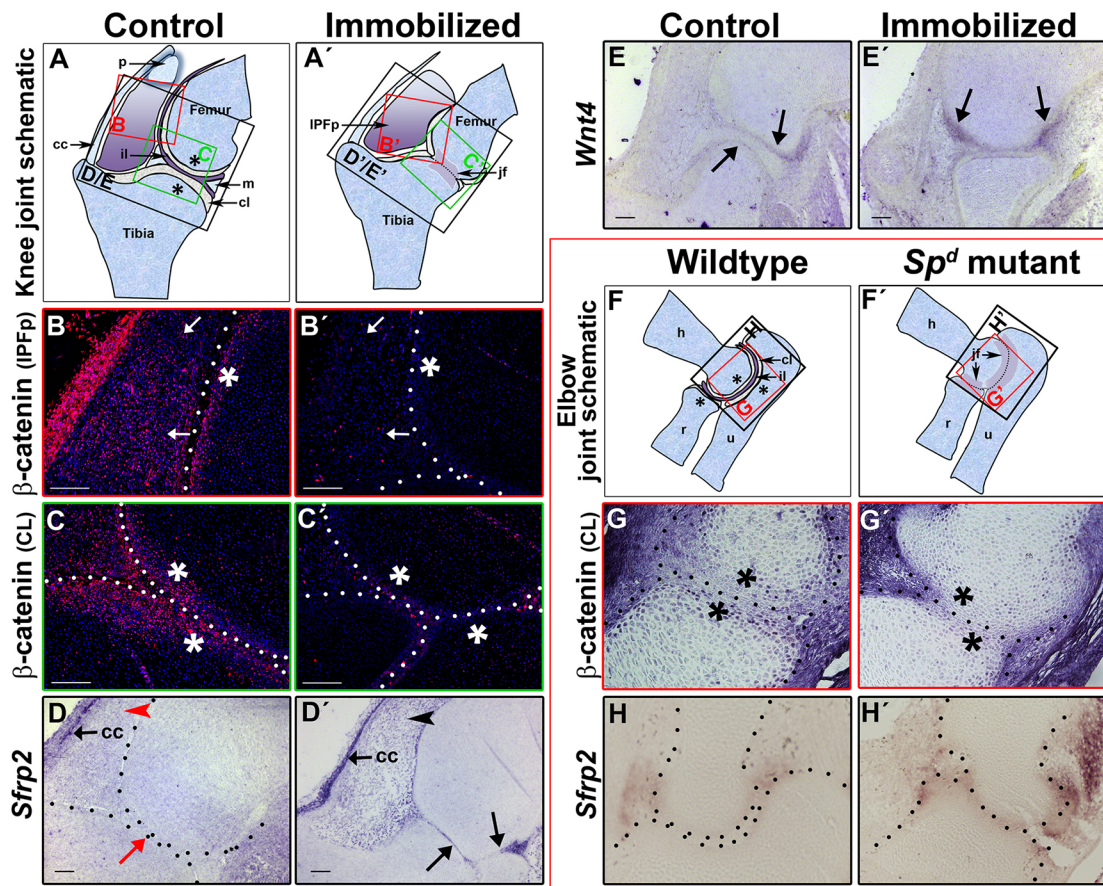 Control
Immobilized
Knee joint schematic
A
p
Femur
B
cc
il
C
*
D/E
*
m
cl
Tibia
A´
IPFp
Femur
B'
C'
D'/E'
jf
Tibia
β-catenin (IPFp)
B
*
B´
*
β-catenin (CL)
C
*
*
C´
*
*
Sfrp2
D
cc
D´
cc
Control
Immobilized
Wnt4
E
E´
Wildtype
Spᵈ mutant
Elbow
joint schematic
F
h
H
cl
*
il
*
*
G
r
u
F´
h
H'
jf
G'
r
u
β-catenin (CL)
G
*
*
G´
*
*
Sfrp2
H
H´